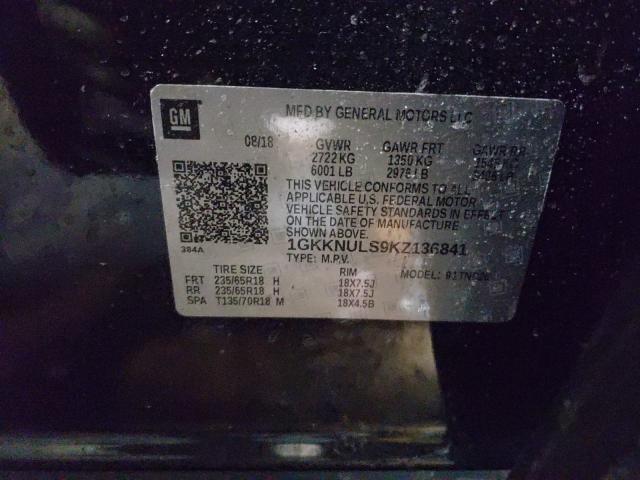 GM
MFD BY GENERAL MOTORS LLC
08/18 GVWR GAWR FRT GAWR RR
2722 KG 1350 KG
6001 LB 2976 LB
THIS VEHICLE CONFORMS TO ALL
APPLICABLE U.S. FEDERAL MOTOR
VEHICLE SAFETY STANDARDS IN EFFECT
ON THE DATE OF MANUFACTURE
SHOWN ABOVE.
384A
1GKKNULS9KZ136841
TYPE: M.P.V. MODEL:
TIRE SIZE RIM
FRT 235/65R18 H 18X7.5J
RR 235/65R18 H 18X7.5J
SPA T135/70R18 M 18X4.5B